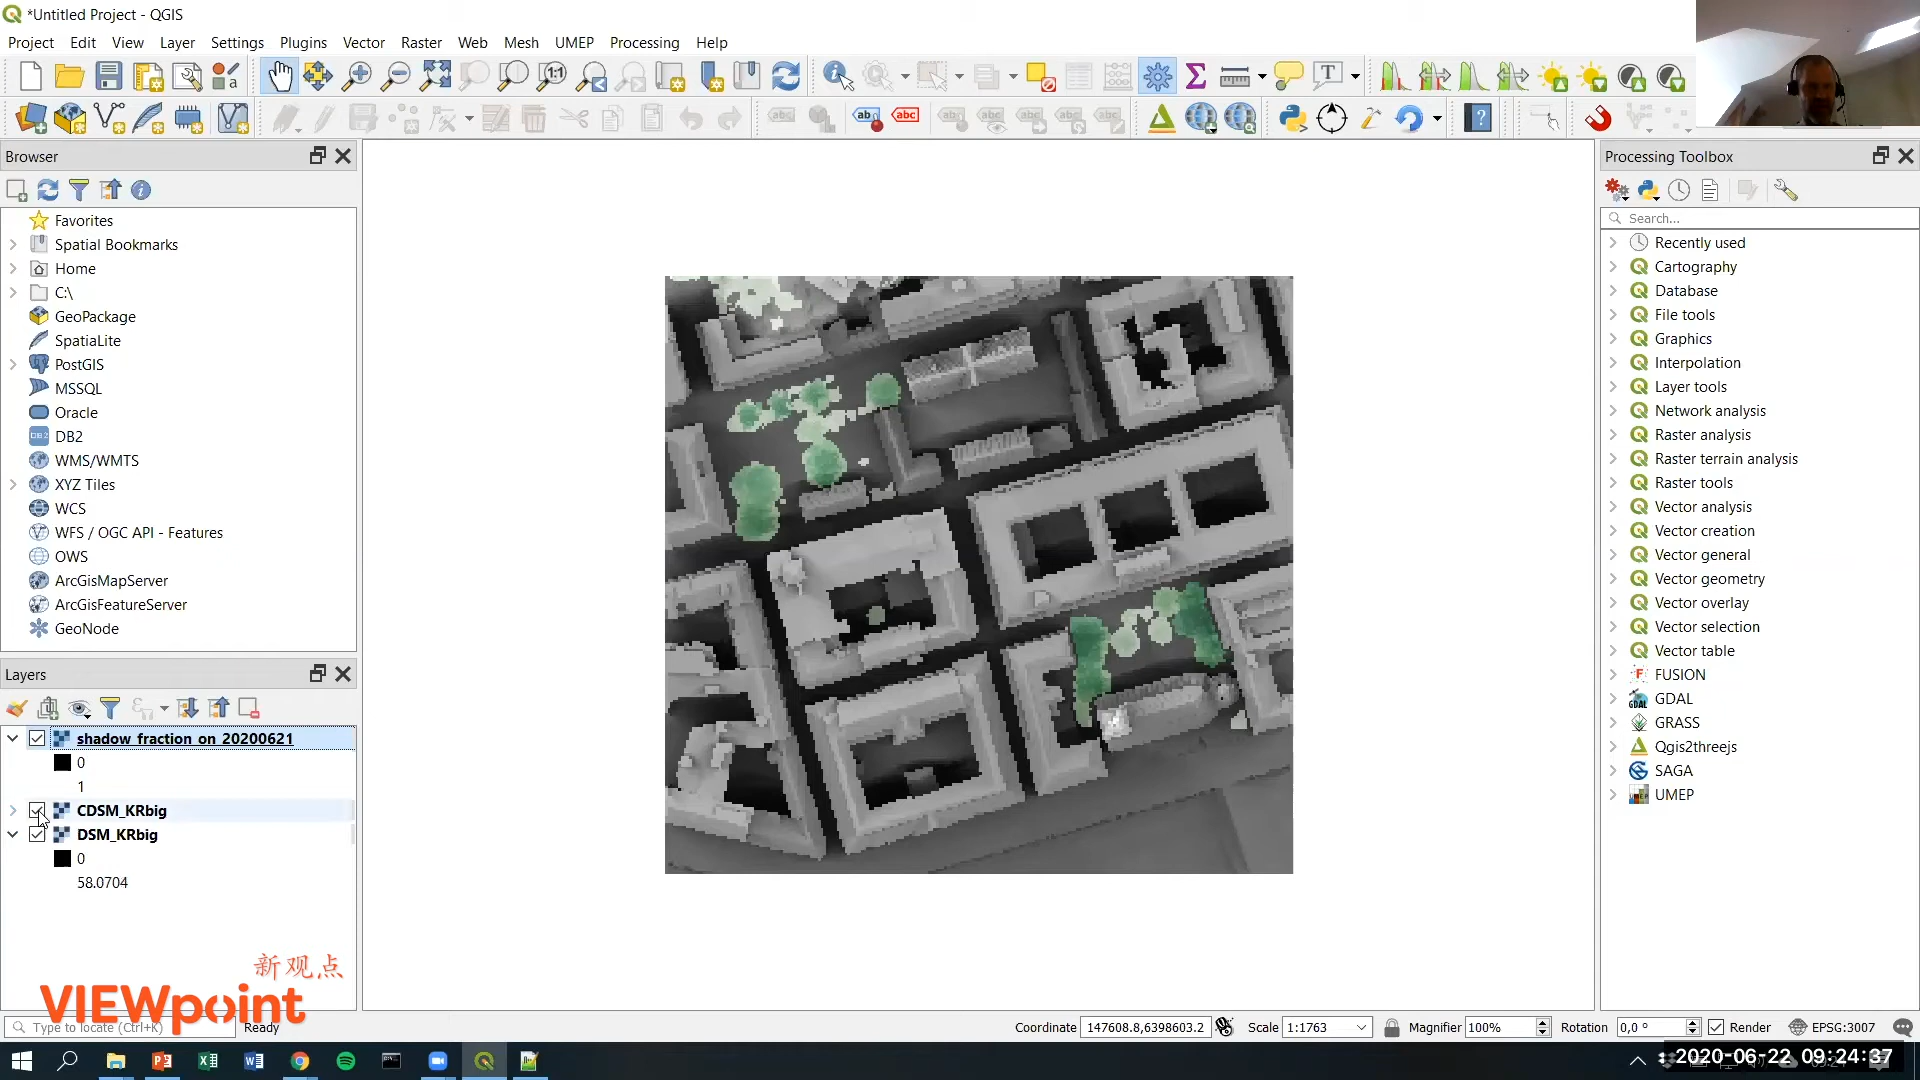 *Untitled Project - QGIS
Project Edit View Layer Settings Plugins Vector Raster Web Mesh UMEP Processing Help
Browser
Favorites
Spatial Bookmarks
Home
C:\
GeoPackage
SpatiaLite
PostGIS
MSSQL
Oracle
DB2
WMS/WMTS
XYZ Tiles
WCS
WFS / OGC API - Features
OWS
ArcGisMapServer
ArcGisFeatureServer
GeoNode
Layers
shadow_fraction_on_20200621
0
1
CDSM_KRbig
DSM_KRbig
0
58.0704
新观点
VIEWpoint
Type to locate (Ctrl+K)
Ready
Coordinate 147608.8,6398603.2 Scale 1:1763 Magnifier 100% Rotation 0,0 ° Render EPSG:3007
Processing Toolbox
Search...
Recently used
Cartography
Database
File tools
Graphics
Interpolation
Layer tools
Network analysis
Raster analysis
Raster terrain analysis
Raster tools
Vector analysis
Vector creation
Vector general
Vector geometry
Vector overlay
Vector selection
Vector table
FUSION
GDAL
GRASS
Qgis2threejs
SAGA
UMEP
2020-06-22 09:24:37